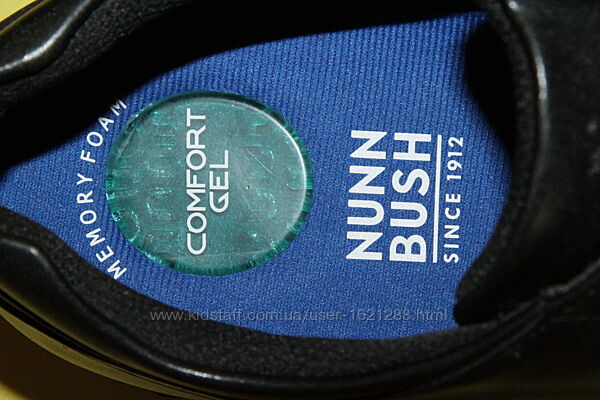 MEMORY FOAM
COMFORT
GEL
NUNN
BUSH
SINCE 1912
www.kidstaff.com.ua/user-1621288.html